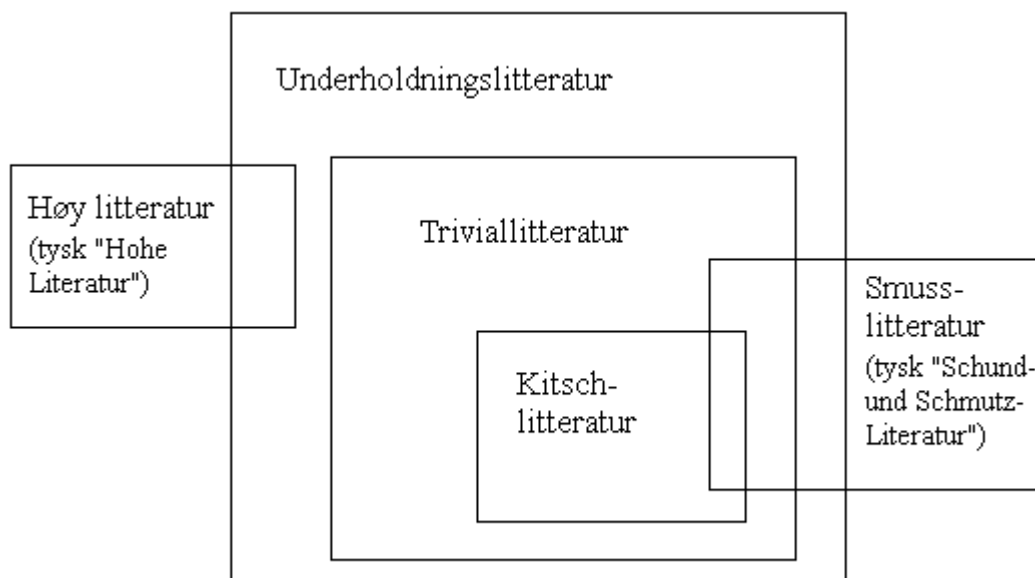 Underholdningslitteratur
Høy litteratur
(tysk "Hohe
Literatur")
Triviallitteratur
Smuss-
litteratur
(tysk "Schund-
und Schmutz-
Literatur")
Kitsch-
litteratur